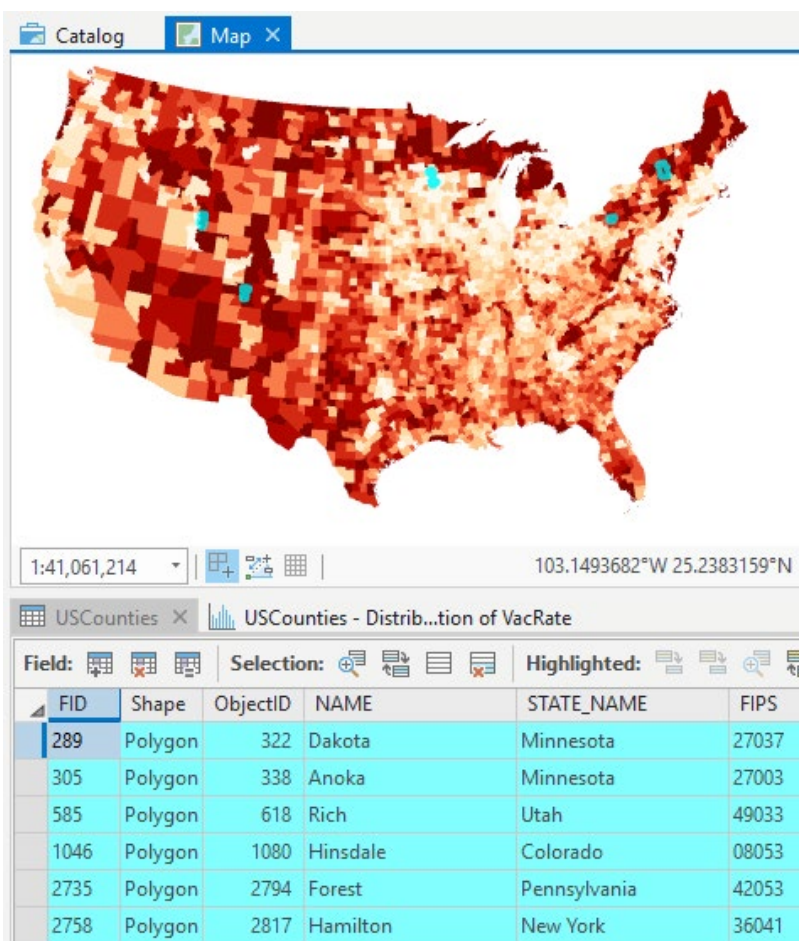 Catalog Map
1:41,061,214 103.1493682°W 25.2383159°N
USCounties USCounties - Distrib...tion of VacRate
Field: Selection: Highlighted:
FID Shape ObjectID NAME STATE_NAME FIPS
289 Polygon 322 Dakota Minnesota 27037
305 Polygon 338 Anoka Minnesota 27003
585 Polygon 618 Rich Utah 49033
1046 Polygon 1080 Hinsdale Colorado 08053
2735 Polygon 2794 Forest Pennsylvania 42053
2758 Polygon 2817 Hamilton New York 36041